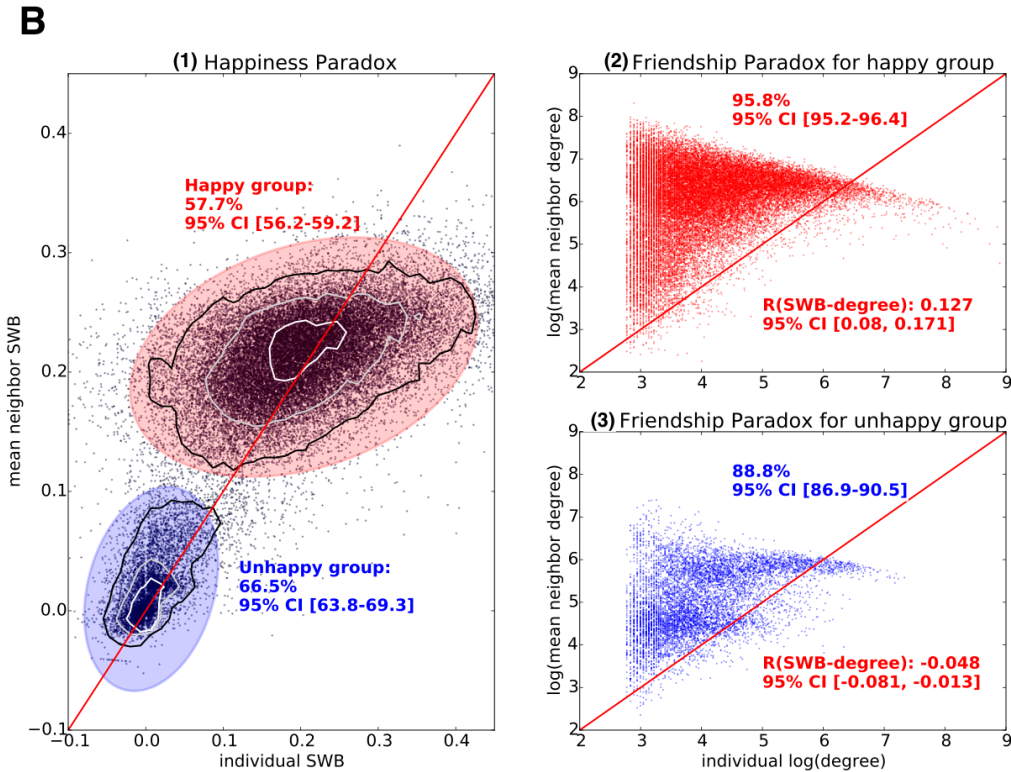 B
(1) Happiness Paradox
0.4
0.3
0.2
0.1
0.0
−0.1
mean neighbor SWB
Happy group:
57.7%
95% CI [56.2-59.2]
Unhappy group:
66.5%
95% CI [63.8-69.3]
−0.1 0.0 0.1 0.2 0.3 0.4
individual SWB
(2) Friendship Paradox for happy group
9
8
7
6
5
4
3
2
log(mean neighbor degree)
95.8%
95% CI [95.2-96.4]
R(SWB-degree): 0.127
95% CI [0.08, 0.171]
2 3 4 5 6 7 8 9
(3) Friendship Paradox for unhappy group
9
8
7
6
5
4
3
2
log(mean neighbor degree)
88.8%
95% CI [86.9-90.5]
R(SWB-degree): -0.048
95% CI [-0.081, -0.013]
2 3 4 5 6 7 8 9
individual log(degree)